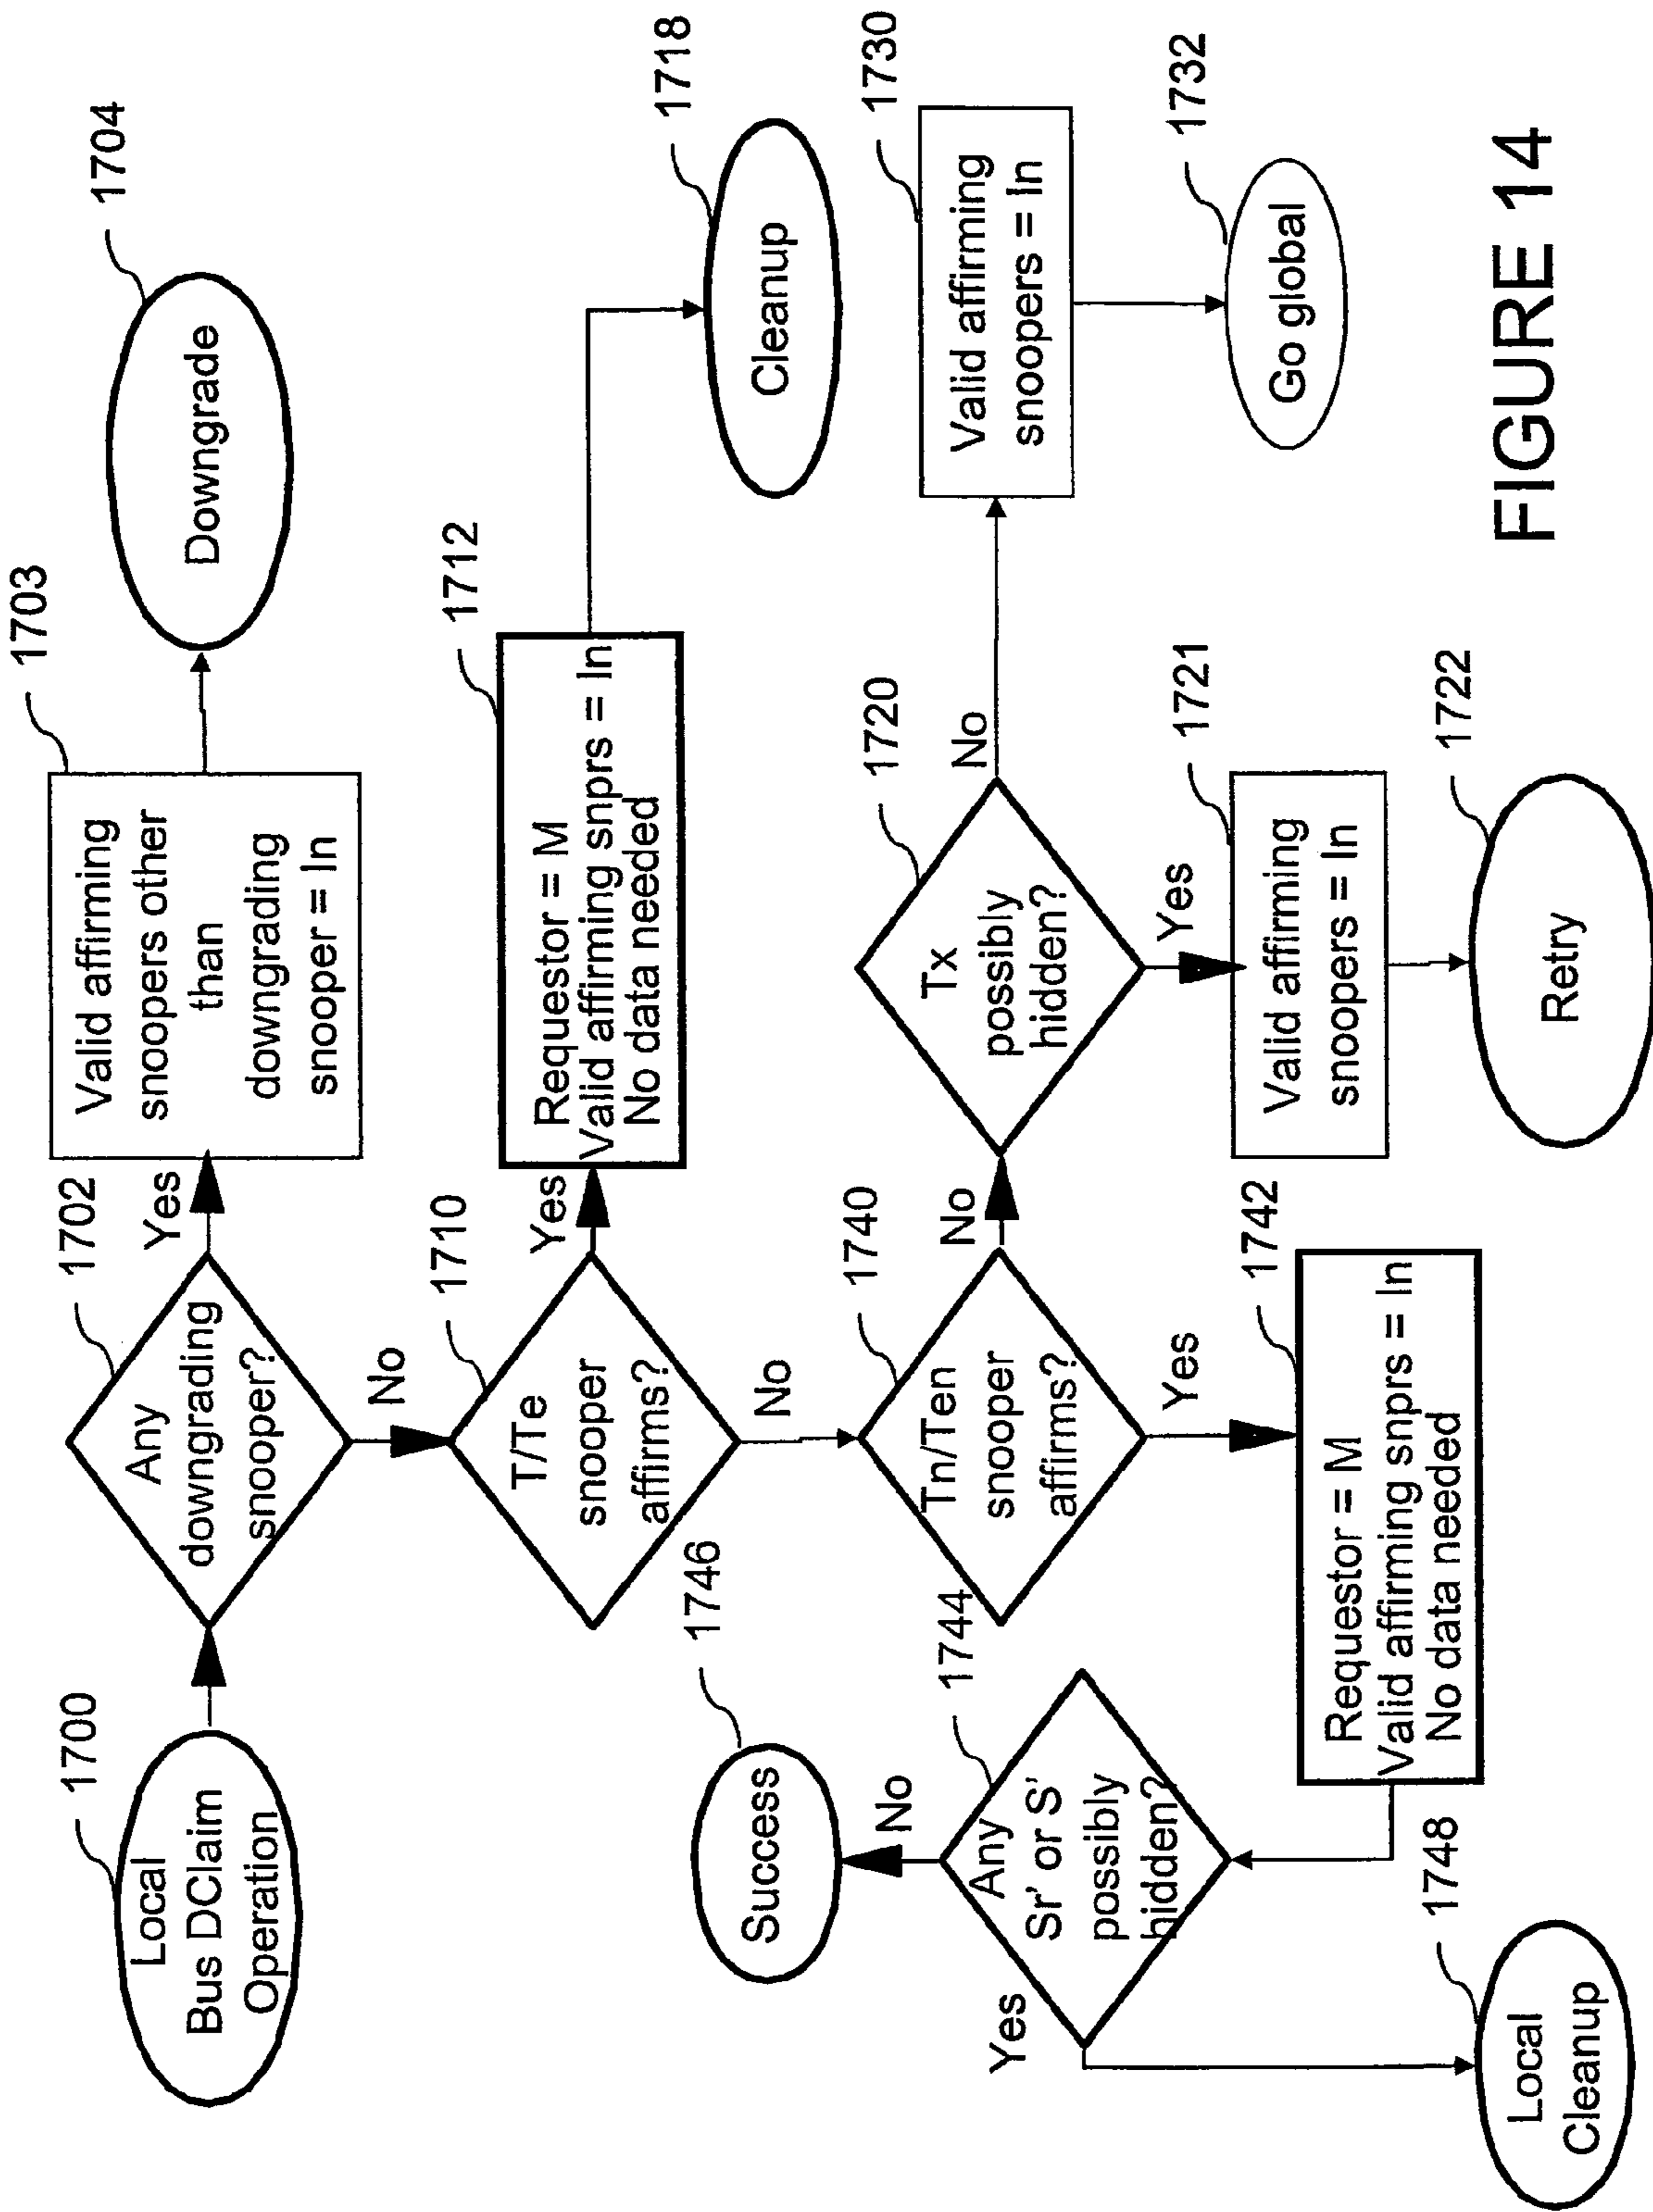 1700
Local
Bus DClaim
Operation
1702
Any
downgrading
snooper?
Yes
No
1703
Valid affirming
snoopers other
than
downgrading
snooper = In
1704
Downgrade
1710
T/Te
snooper
affirms?
Yes
No
1712
Requestor = M
Valid affirming snprs = In
No data needed
1718
Cleanup
1740
Tn/Ten
snooper
affirms?
No
Yes
1720
Tx
possibly
hidden?
No
Yes
1730
Valid affirming
snoopers = In
1732
Go global
1721
Valid affirming
snoopers = In
1722
Retry
1742
Requestor = M
Valid affirming snprs = In
No data needed
1744
Any
Sr' or S'
possibly
hidden?
No
Yes
1746
Success
1748
Local
Cleanup
FIGURE 14